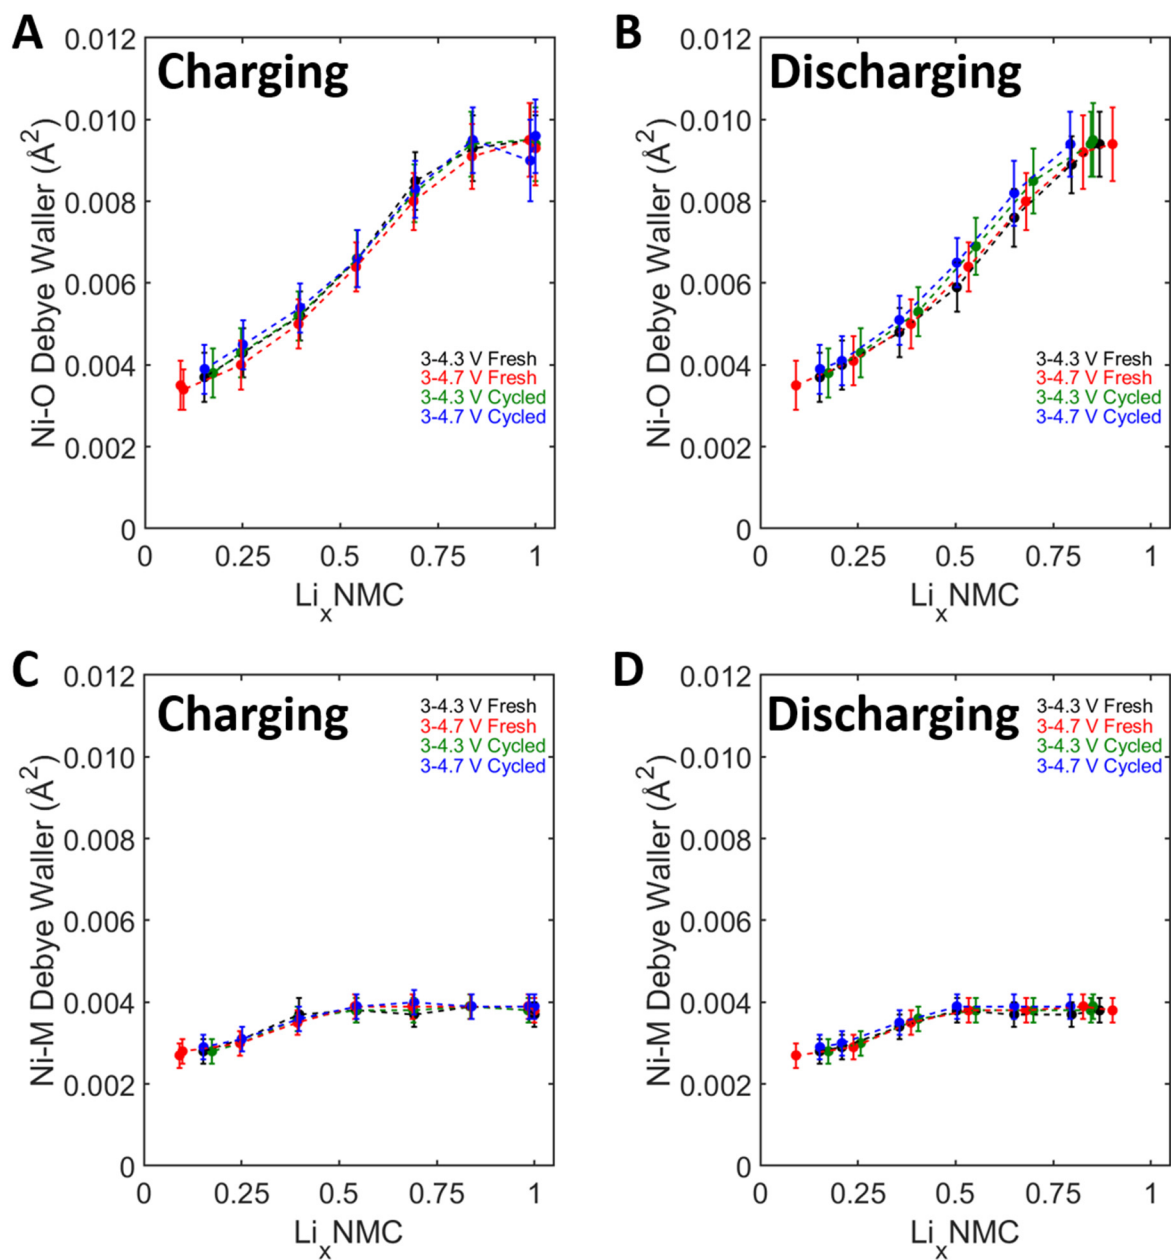 A
Charging
Ni-O Debye Waller (Å²)
0.012
0.010
0.008
0.006
0.004
0.002
0
3-4.3 V Fresh
3-4.7 V Fresh
3-4.3 V Cycled
3-4.7 V Cycled
0 0.25 0.5 0.75 1
LiₓNMC
B
Discharging
Ni-O Debye Waller (Å²)
0.012
0.010
0.008
0.006
0.004
0.002
0
3-4.3 V Fresh
3-4.7 V Fresh
3-4.3 V Cycled
3-4.7 V Cycled
0 0.25 0.5 0.75 1
LiₓNMC
C
Charging
Ni-M Debye Waller (Å²)
0.012
0.010
0.008
0.006
0.004
0.002
0
3-4.3 V Fresh
3-4.7 V Fresh
3-4.3 V Cycled
3-4.7 V Cycled
0 0.25 0.5 0.75 1
LiₓNMC
D
Discharging
Ni-M Debye Waller (Å²)
0.012
0.010
0.008
0.006
0.004
0.002
0
3-4.3 V Fresh
3-4.7 V Fresh
3-4.3 V Cycled
3-4.7 V Cycled
0 0.25 0.5 0.75 1
LiₓNMC